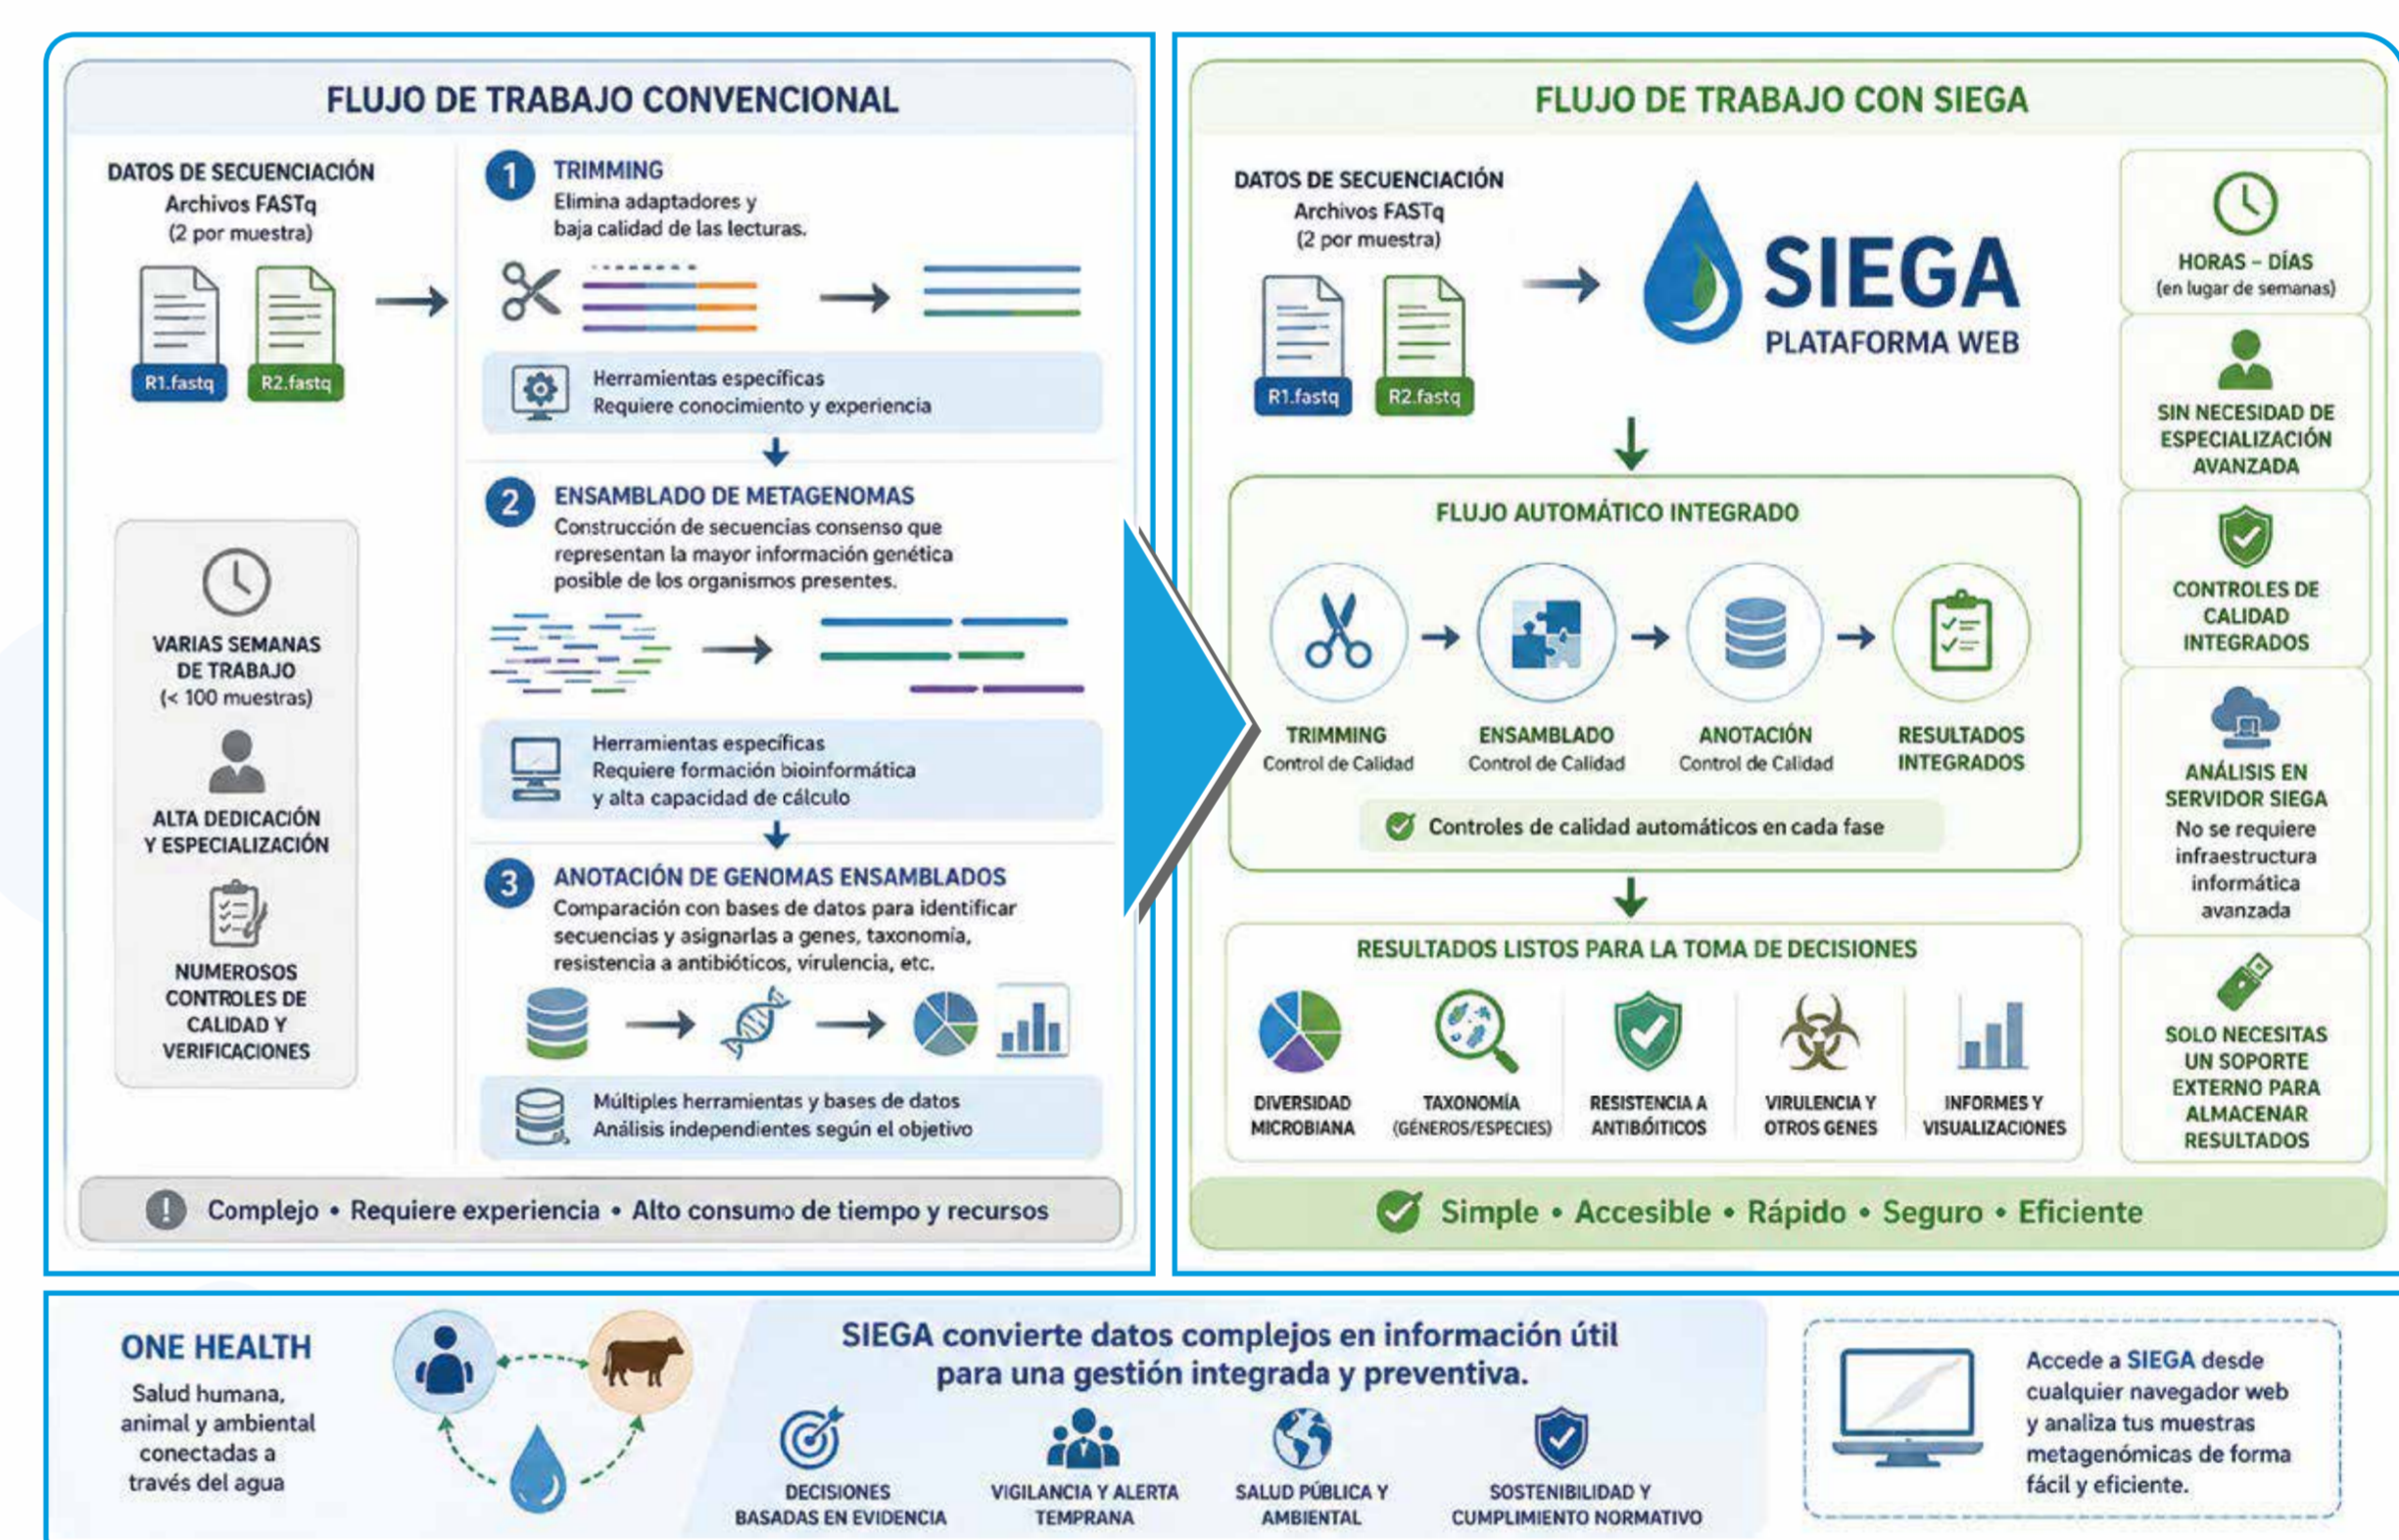 FLUJO DE TRABAJO CONVENCIONAL
DATOS DE SECUENCIACIÓN
Archivos FASTq
(2 por muestra)
R1.fastq
R2.fastq
VARIAS SEMANAS
DE TRABAJO
(< 100 muestras)
ALTA DEDICACIÓN
Y ESPECIALIZACIÓN
NUMEROSOS
CONTROLES DE
CALIDAD Y
VERIFICACIONES
1
TRIMMING
Elimina adaptadores y
baja calidad de las lecturas.
Herramientas específicas
Requiere conocimiento y experiencia
2
ENSAMBLADO DE METAGENOMAS
Construcción de secuencias consenso que
representan la mayor información genética
posible de los organismos presentes.
Herramientas específicas
Requiere formación bioinformática
y alta capacidad de cálculo
3
ANOTACIÓN DE GENOMAS ENSAMBLADOS
Comparación con bases de datos para identificar
secuencias y asignarlas a genes, taxonomía,
resistencia a antibióticos, virulencia, etc.
Múltiples herramientas y bases de datos
Análisis independientes según el objetivo
! Complejo • Requiere experiencia • Alto consumo de tiempo y recursos
FLUJO DE TRABAJO CON SIEGA
DATOS DE SECUENCIACIÓN
Archivos FASTq
(2 por muestra)
R1.fastq
R2.fastq
SIEGA
PLATAFORMA WEB
FLUJO AUTOMÁTICO INTEGRADO
TRIMMING
Control de Calidad
ENSAMBLADO
Control de Calidad
ANOTACIÓN
Control de Calidad
RESULTADOS
INTEGRADOS
Controles de calidad automáticos en cada fase
RESULTADOS LISTOS PARA LA TOMA DE DECISIONES
DIVERSIDAD
MICROBIANA
TAXONOMÍA
(GÉNEROS/ESPECIES)
RESISTENCIA A
ANTIBÓITICOS
VIRULENCIA Y
OTROS GENES
INFORMES Y
VISUALIZACIONES
HORAS – DÍAS
(en lugar de semanas)
SIN NECESIDAD DE
ESPECIALIZACIÓN
AVANZADA
CONTROLES DE
CALIDAD
INTEGRADOS
ANÁLISIS EN
SERVIDOR SIEGA
No se requiere
infraestructura
informática
avanzada
SOLO NECESITAS
UN SOPORTE
EXTERNO PARA
ALMACENAR
RESULTADOS
Simple • Accesible • Rápido • Seguro • Eficiente
ONE HEALTH
Salud humana,
animal y ambiental
conectadas a
través del agua
SIEGA convierte datos complejos en información útil
para una gestión integrada y preventiva.
DECISIONES
BASADAS EN EVIDENCIA
VIGILANCIA Y ALERTA
TEMPRANA
SALUD PÚBLICA Y
AMBIENTAL
SOSTENIBILIDAD Y
CUMPLIMIENTO NORMATIVO
Accede a SIEGA desde
cualquier navegador web
y analiza tus muestras
metagenómicas de forma
fácil y eficiente.